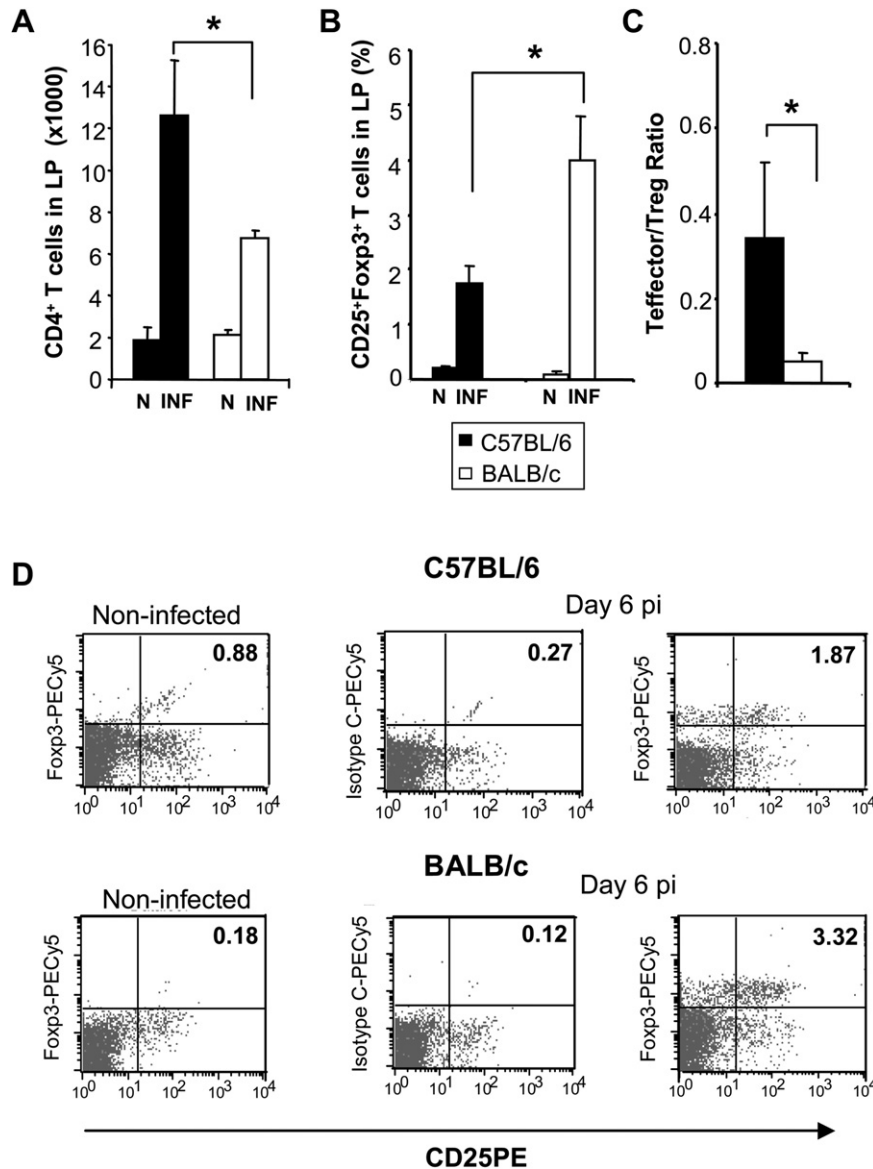 A
CD4+ T cells in LP (x1000)
16
14
12
10
8
6
4
2
0
N INF N INF
*
B
CD25+Foxp3+ T cells in LP (%)
6
5
4
3
2
1
0
N INF N INF
*
C
Teffector/Treg Ratio
0.8
0.6
0.4
0.2
0
*
C57BL/6
BALB/c
D
C57BL/6
Non-infected
Day 6 pi
Foxp3-PECy5
0.88
10^0 10^1 10^2 10^3 10^4
Isotype C-PECy5
0.27
10^0 10^1 10^2 10^3 10^4
Foxp3-PECy5
1.87
10^0 10^1 10^2 10^3 10^4
BALB/c
Non-infected
Day 6 pi
Foxp3-PECy5
0.18
10^0 10^1 10^2 10^3 10^4
Isotype C-PECy5
0.12
10^0 10^1 10^2 10^3 10^4
Foxp3-PECy5
3.32
10^0 10^1 10^2 10^3 10^4
CD25PE